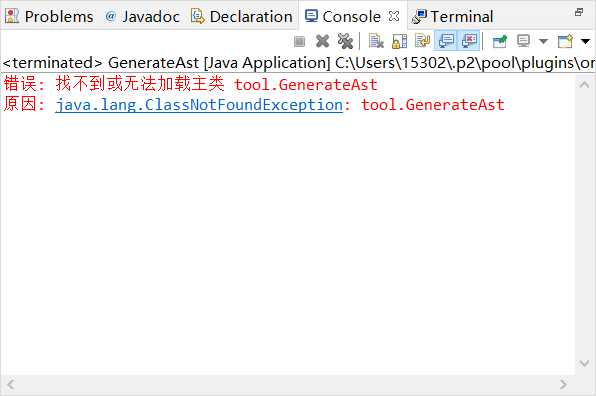 Problems @ Javadoc Declaration Console Terminal
<terminated> GenerateAst [Java Application] C:\Users\15302\.p2\pool\plugins\or
错误: 找不到或无法加载主类 tool.GenerateAst
原因: java.lang.ClassNotFoundException: tool.GenerateAst